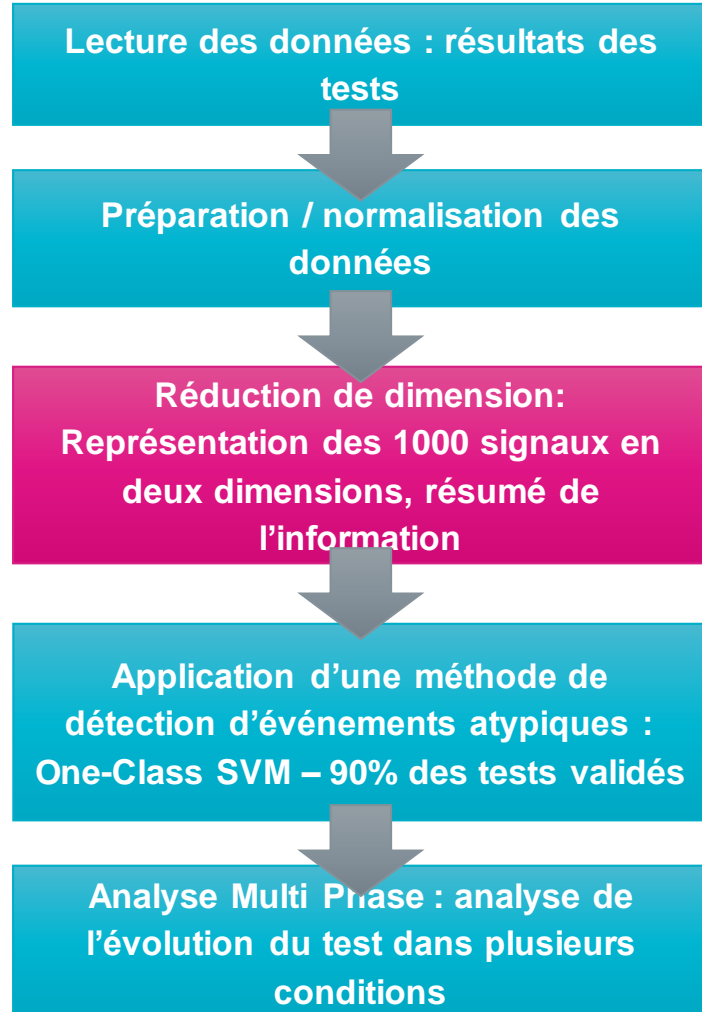 Lecture des données : résultats des
tests
Préparation / normalisation des
données
Réduction de dimension:
Représentation des 1000 signaux en
deux dimensions, résumé de
l’information
Application d’une méthode de
détection d’événements atypiques :
One-Class SVM – 90% des tests validés
Analyse Multi Phase : analyse de
l’évolution du test dans plusieurs
conditions